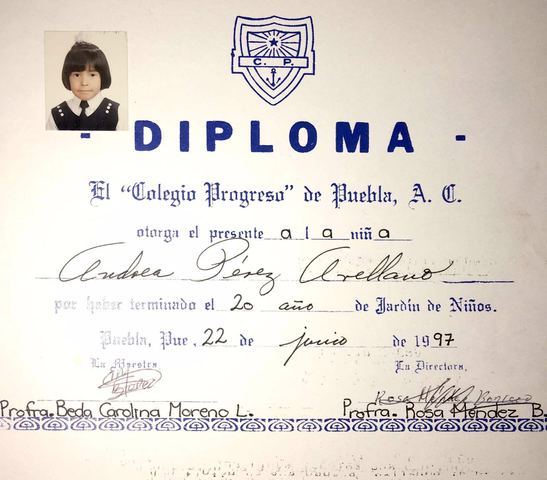 C. P.
- DIPLOMA -
El "Colegio Progreso" de Puebla, A. C.
otorga el presente a la niña
Andrea Pérez Arellano
por haber terminado el 2o año de Jardín de Niños.
Puebla, Pue., 22 de junio de 1997
La Maestra La Directora,
Profra. Beda Carolina Moreno L. Profra. Rosa Méndez B.